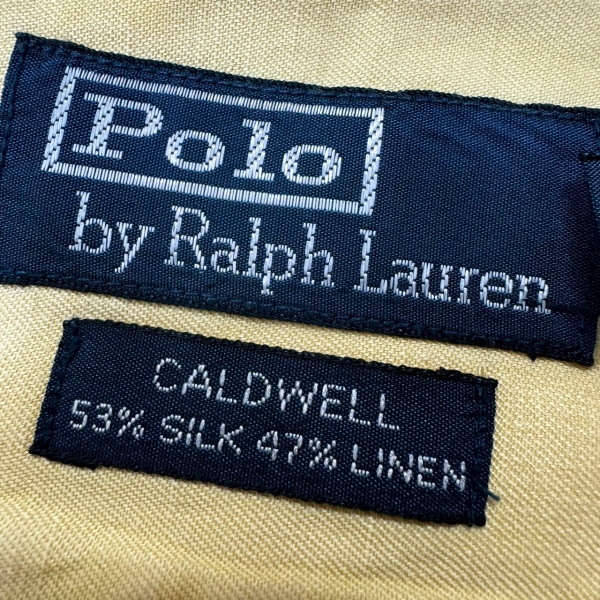 Polo
by Ralph Lauren
CALDWELL
53% SILK 47% LINEN